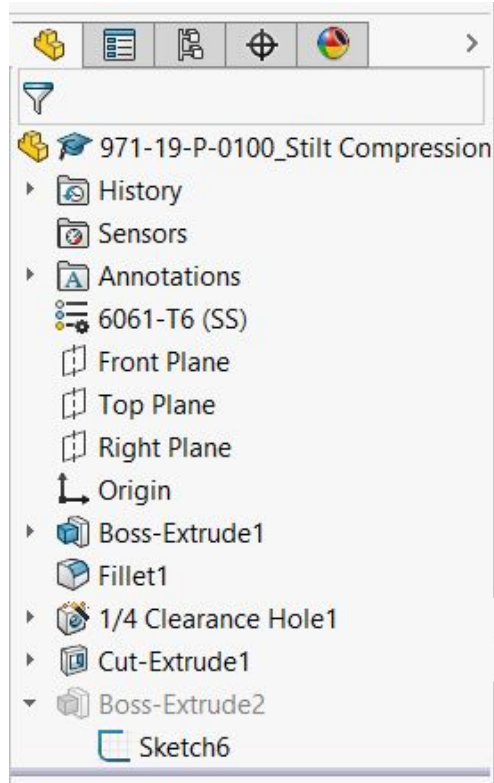 971-19-P-0100_Stilt Compression
History
Sensors
Annotations
6061-T6 (SS)
Front Plane
Top Plane
Right Plane
Origin
Boss-Extrude1
Fillet1
1/4 Clearance Hole1
Cut-Extrude1
Boss-Extrude2
Sketch6